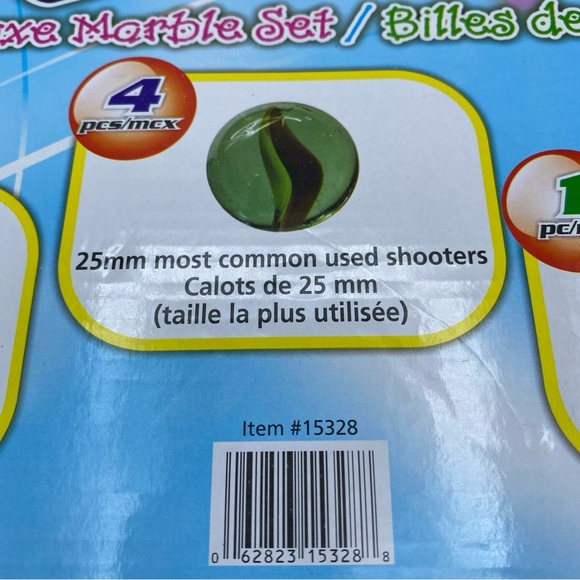 Marble Set / Billes de
4
pcs/mcx
25mm most common used shooters
Calots de 25 mm
(taille la plus utilisée)
1
Item #15328
0 62823 15328 8